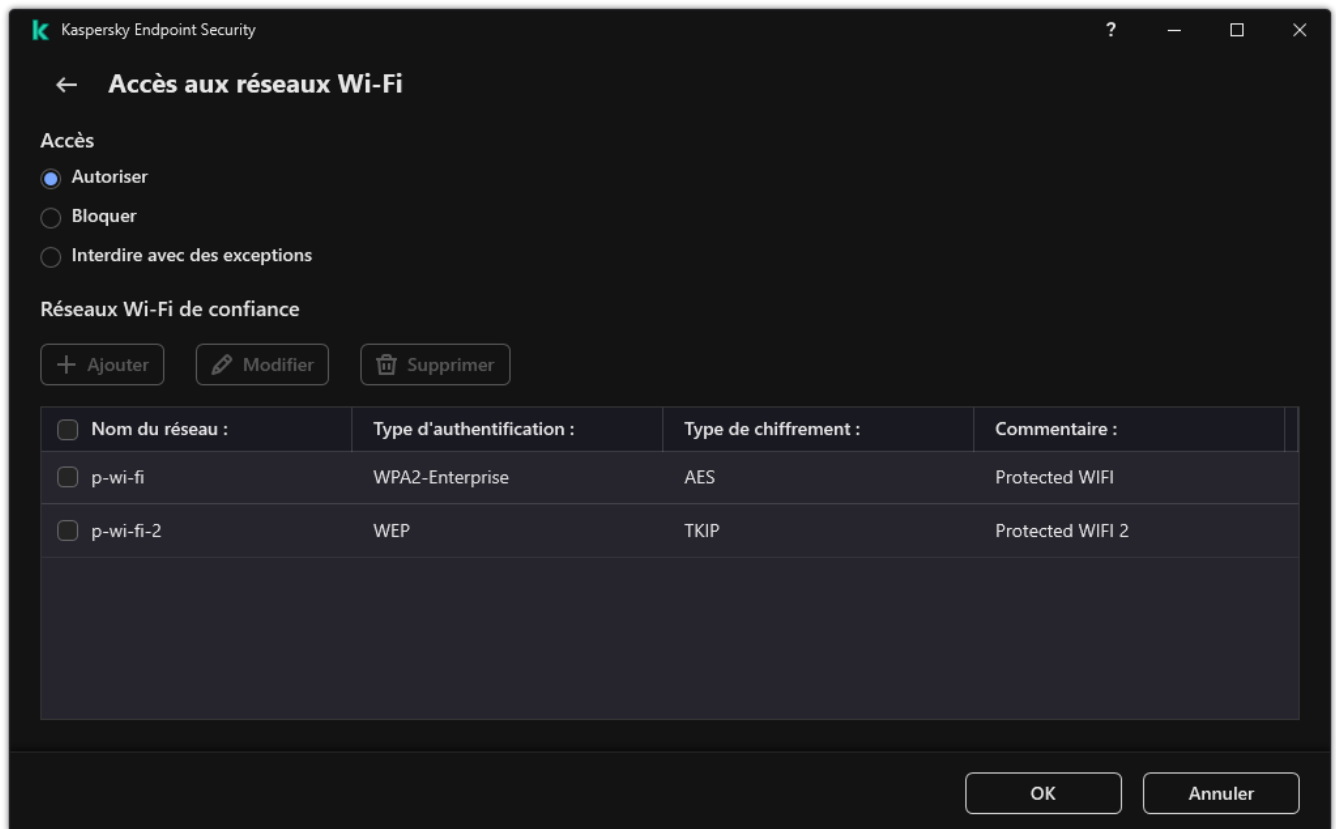 Kaspersky Endpoint Security ?
Accès aux réseaux Wi-Fi
Accès
Autoriser
Bloquer
Interdire avec des exceptions
Réseaux Wi-Fi de confiance
Ajouter Modifier Supprimer
Nom du réseau : Type d'authentification : Type de chiffrement : Commentaire :
p-wi-fi WPA2-Enterprise AES Protected WIFI
p-wi-fi-2 WEP TKIP Protected WIFI 2
OK Annuler